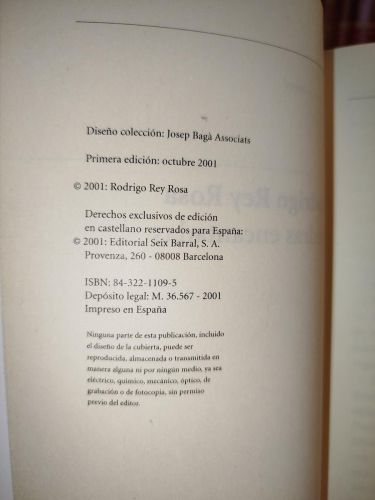 Diseño colección: Josep Bagà Associats
Primera edición: octubre 2001
© 2001: Rodrigo Rey Rosa
Derechos exclusivos de edición
en castellano reservados para España:
© 2001: Editorial Seix Barral, S. A.
Provenza, 260 - 08008 Barcelona
ISBN: 84-322-1109-5
Depósito legal: M. 36.567 - 2001
Impreso en España
Ninguna parte de esta publicación, incluido
el diseño de la cubierta, puede ser
reproducida, almacenada o transmitida en
manera alguna ni por ningún medio, ya sea
eléctrico, químico, mecánico, óptico, de
grabación o de fotocopia, sin permiso
previo del editor.